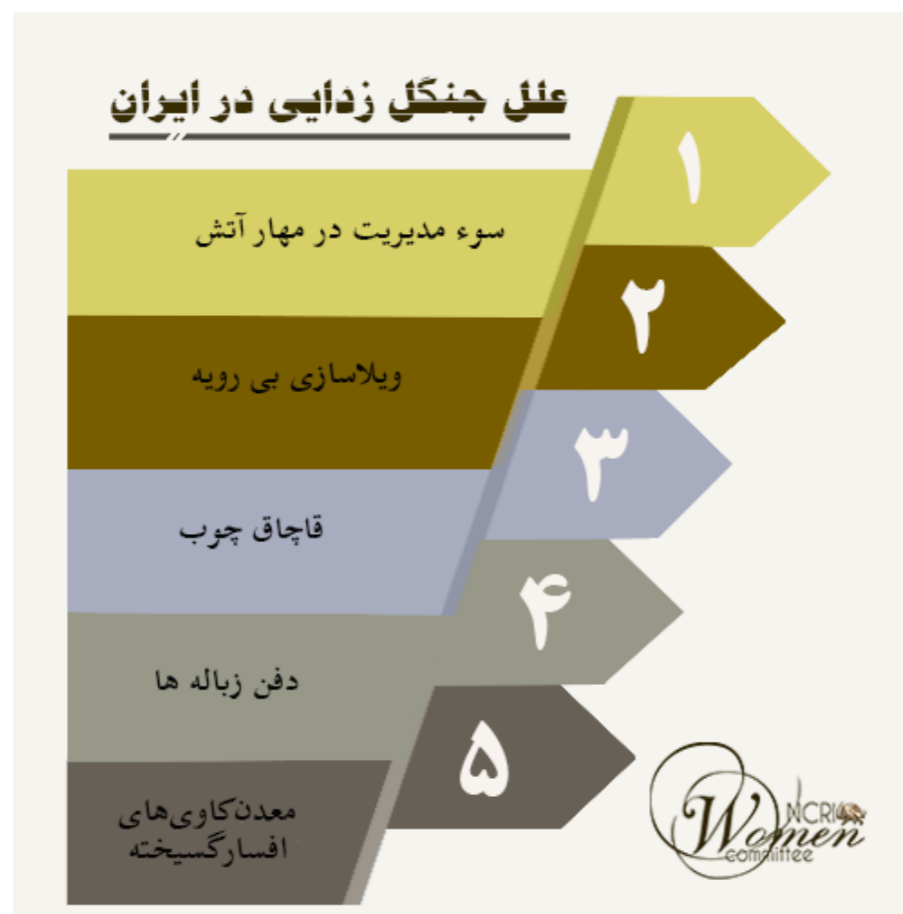 علل جنگل زدایی در ایران
۱
سوء مدیریت در مهار آتش
۲
ویلاسازی بی رویه
۳
قاچاق چوب
۴
دفن زباله ها
۵
معدن‌کاوی‌های
افسارگسیخته
NCRI
Women
committee